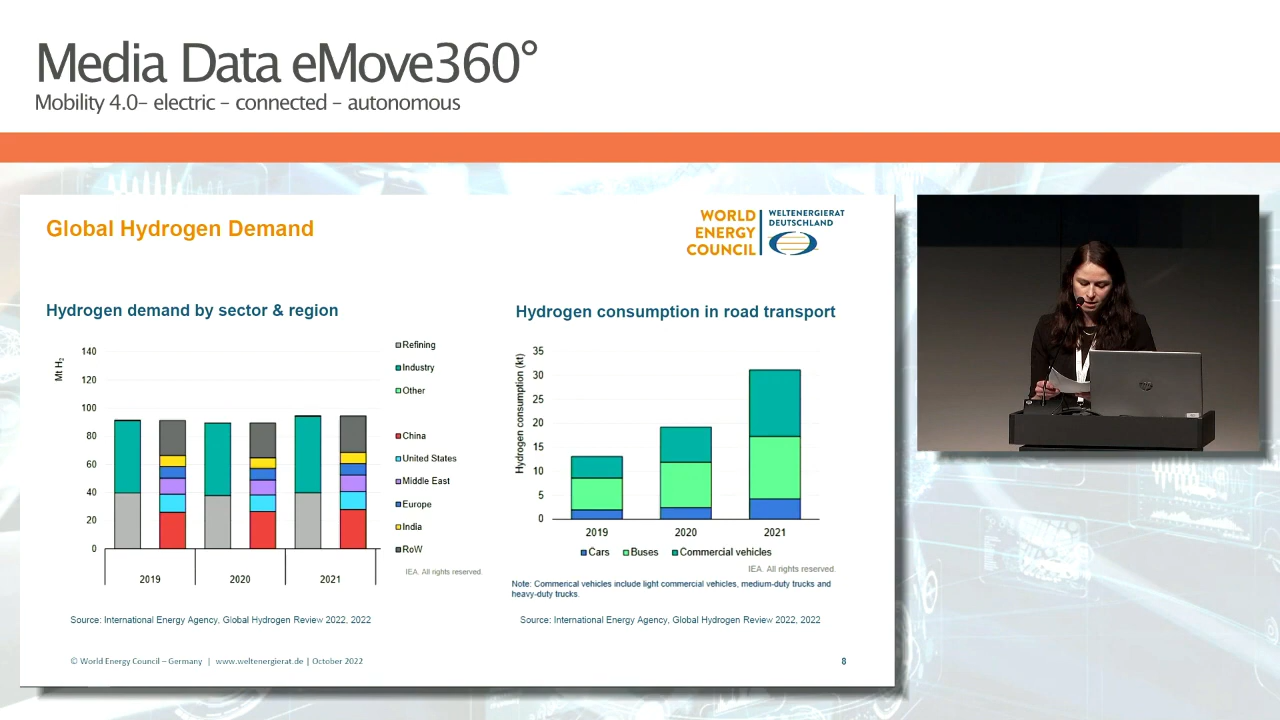 Media Data eMove360°
Mobility 4.0– electric – connected – autonomous
Global Hydrogen Demand
WORLD
ENERGY
COUNCIL
WELTENERGIERAT
DEUTSCHLAND
Hydrogen demand by sector & region
Mt H₂
140
120
100
80
60
40
20
0
2019
2020
2021
Refining
Industry
Other
China
United States
Middle East
Europe
India
RoW
IEA. All rights reserved.
Source: International Energy Agency, Global Hydrogen Review 2022, 2022
Hydrogen consumption in road transport
Hydrogen consumption (kt)
35
30
25
20
15
10
5
0
2019
2020
2021
Cars
Buses
Commercial vehicles
IEA. All rights reserved.
Note: Commerical vehicles include light commercial vehicles, medium-duty trucks and
heavy-duty trucks.
Source: International Energy Agency, Global Hydrogen Review 2022, 2022
© World Energy Council – Germany | www.weltenergierat.de | October 2022
8